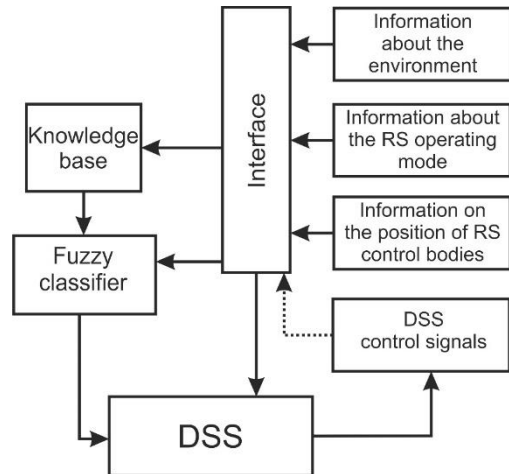 Information
about the
environment
Interface
Knowledge
base
Information about
the RS operating
mode
Information on
the position of RS
control bodies
Fuzzy
classifier
DSS
control signals
DSS